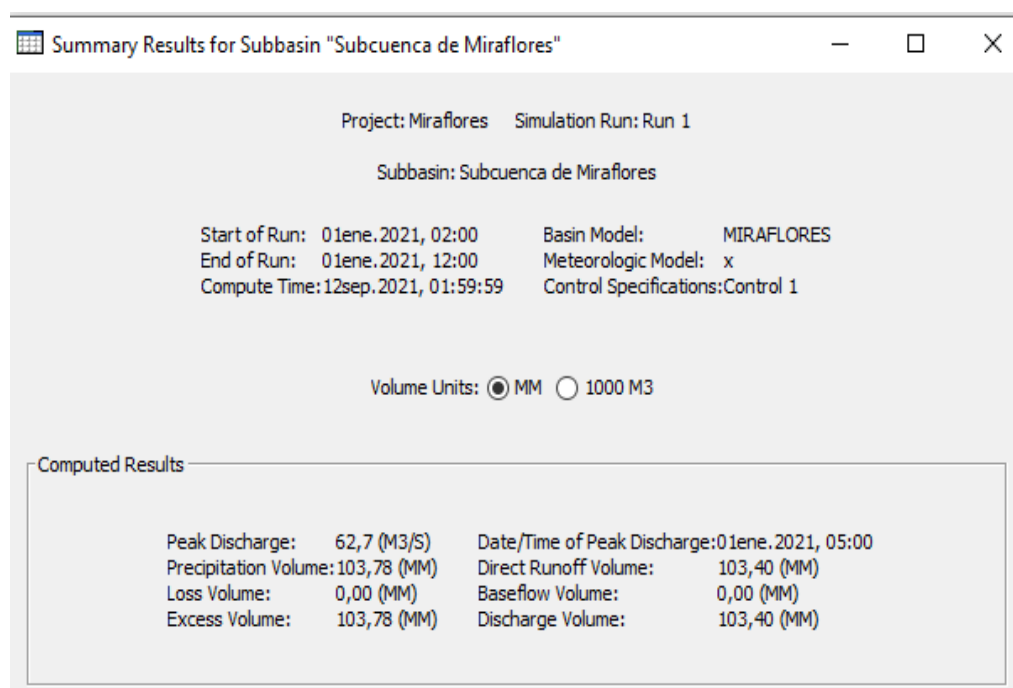 Summary Results for Subbasin "Subcuenca de Miraflores"
Project: Miraflores Simulation Run: Run 1
Subbasin: Subcuenca de Miraflores
Start of Run: 01ene.2021, 02:00 Basin Model: MIRAFLORES
End of Run: 01ene.2021, 12:00 Meteorologic Model: x
Compute Time:12sep.2021, 01:59:59 Control Specifications:Control 1
Volume Units: MM 1000 M3
Computed Results
Peak Discharge: 62,7 (M3/S) Date/Time of Peak Discharge:01ene.2021, 05:00
Precipitation Volume:103,78 (MM) Direct Runoff Volume: 103,40 (MM)
Loss Volume: 0,00 (MM) Baseflow Volume: 0,00 (MM)
Excess Volume: 103,78 (MM) Discharge Volume: 103,40 (MM)